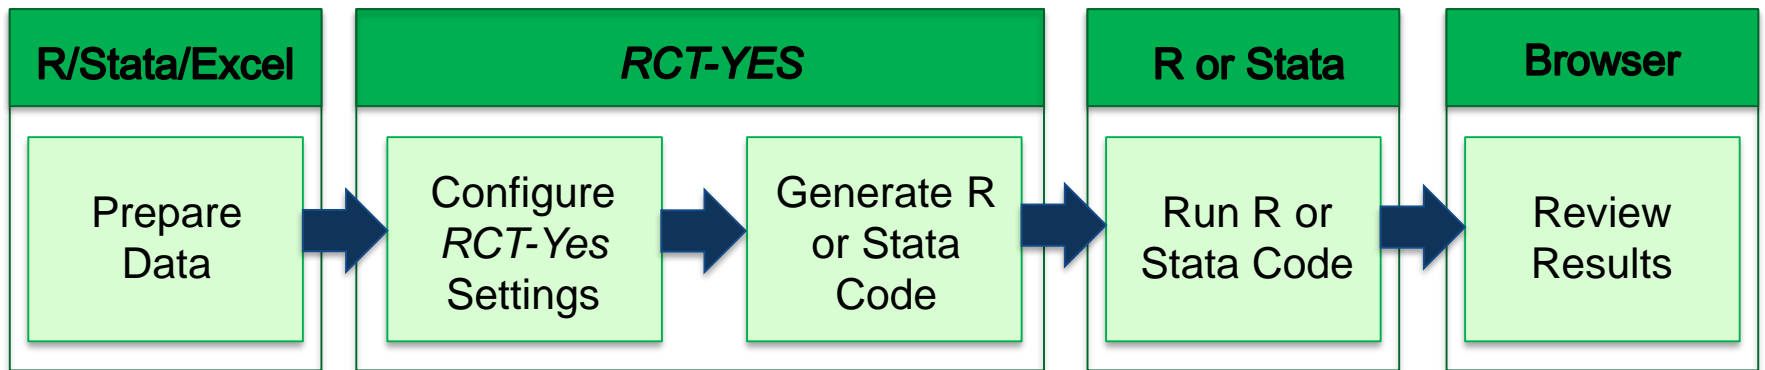 R/Stata/Excel
RCT-YES
R or Stata
Browser
Prepare
Data
Configure
RCT-Yes
Settings
Generate R
or Stata
Code
Run R or
Stata Code
Review
Results